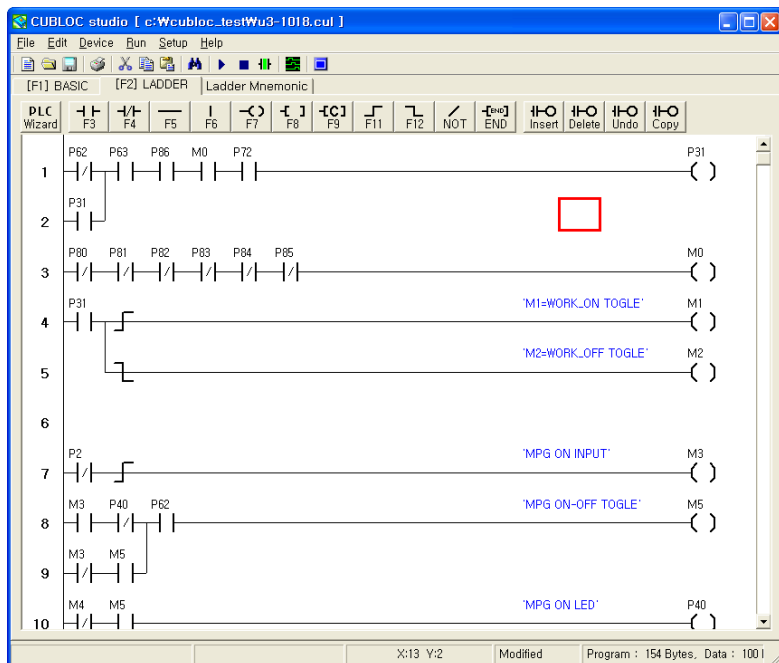 CUBLOC studio [ c:₩cubloc_test₩u3-1018.cul ]
File Edit Device Run Setup Help
[F1] BASIC [F2] LADDER Ladder Mnemonic
PLC Wizard F3 F4 F5 F6 F7 F8 [C] F9 F11 F12 NOT [END] END Insert Delete Undo Copy
P62 P63 P86 M0 P72 P31
1
P31
2
P80 P81 P82 P83 P84 P85 M0
3
P31 'M1=WORK_ON TOGLE' M1
4
'M2=WORK_OFF TOGLE' M2
5
6
P2 'MPG ON INPUT' M3
7
M3 P40 P62 'MPG ON-OFF TOGLE' M5
8
M3 M5
9
M4 M5 'MPG ON LED' P40
10
X:13 Y:2 Modified Program : 154 Bytes, Data : 100